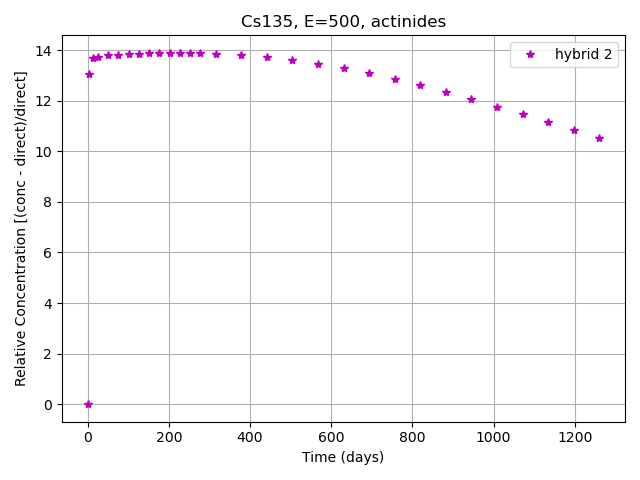 Cs135, E=500, actinides
hybrid 2
Relative Concentration [(conc - direct)/direct]
14
12
10
8
6
4
2
0
0 200 400 600 800 1000 1200
Time (days)